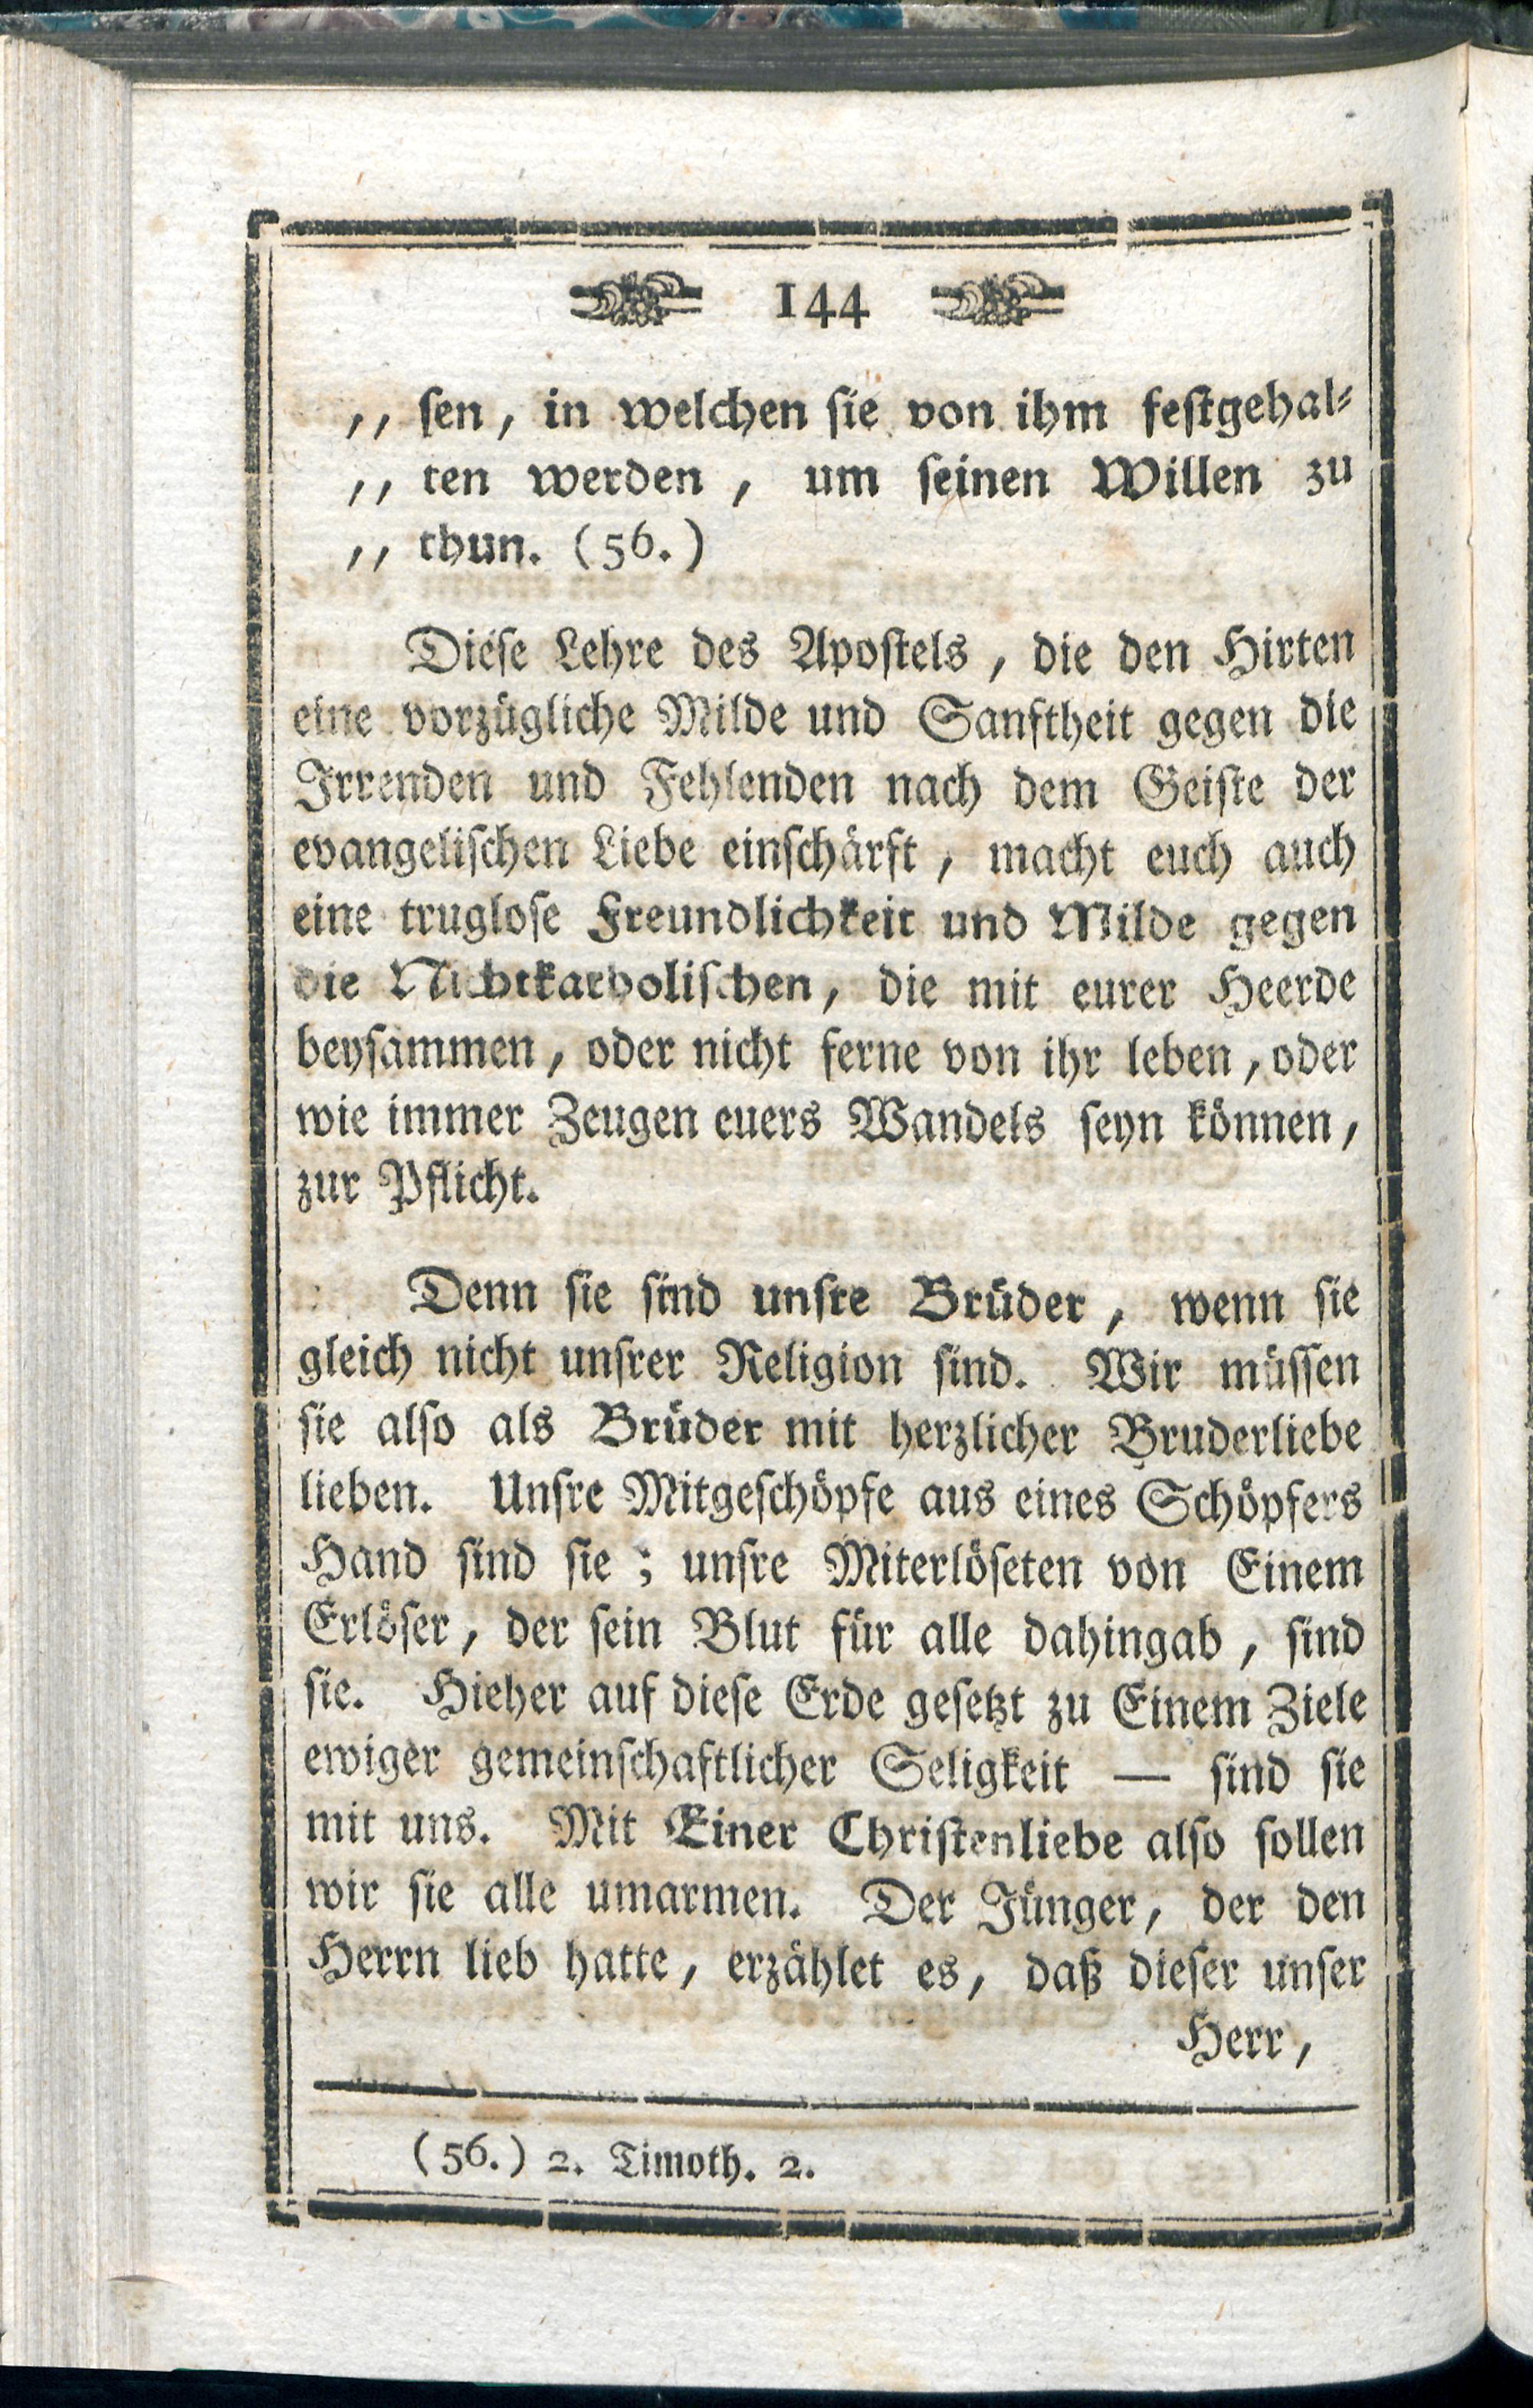 144
,, ſen, in welchen ſie von ihm feſtgehal⸗
,, ten werden, um ſeinen Willen zu
,, thun. (56.)
Dieſe Lehre des Apoſtels, die den Hirten
eine vorzügliche Milde und Sanftheit gegen die
Irrenden und Fehlenden nach dem Geiſte der
evangeliſchen Liebe einſchärft, macht euch auch
eine trugloſe Freundlichkeit und Milde gegen
die Nichtkatholiſchen, die mit eurer Heerde
beyſammen, oder nicht ferne von ihr leben, oder
wie immer Zeugen euers Wandels ſeyn können,
zur Pflicht.
Denn ſie ſind unſre Brüder, wenn ſie
gleich nicht unſrer Religion ſind. Wir müſſen
ſie alſo als Brüder mit herzlicher Bruderliebe
lieben. Unſre Mitgeſchöpfe aus eines Schöpfers
Hand ſind ſie; unſre Miterlöſeten von Einem
Erlöſer, der ſein Blut für alle dahingab, ſind
ſie. Hieher auf dieſe Erde geſetzt zu Einem Ziele
ewiger gemeinſchaftlicher Seligkeit — ſind ſie
mit uns. Mit Einer Chriſtenliebe alſo ſollen
wir ſie alle umarmen. Der Jünger, der den
Herrn lieb hatte, erzählet es, daß dieſer unſer
Herr,
(56.) 2. Timoth. 2.